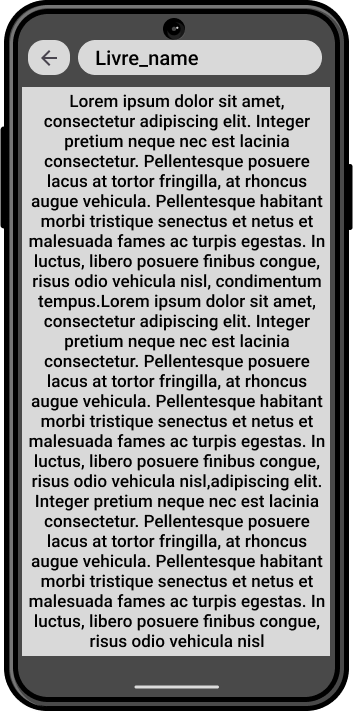 Livre_name
Lorem ipsum dolor sit amet,
consectetur adipiscing elit. Integer
pretium neque nec est lacinia
consectetur. Pellentesque posuere
lacus at tortor fringilla, at rhoncus
augue vehicula. Pellentesque habitant
morbi tristique senectus et netus et
malesuada fames ac turpis egestas. In
luctus, libero posuere finibus congue,
risus odio vehicula nisl, condimentum
tempus.Lorem ipsum dolor sit amet,
consectetur adipiscing elit. Integer
pretium neque nec est lacinia
consectetur. Pellentesque posuere
lacus at tortor fringilla, at rhoncus
augue vehicula. Pellentesque habitant
morbi tristique senectus et netus et
malesuada fames ac turpis egestas. In
luctus, libero posuere finibus congue,
risus odio vehicula nisl,adipiscing elit.
Integer pretium neque nec est lacinia
consectetur. Pellentesque posuere
lacus at tortor fringilla, at rhoncus
augue vehicula. Pellentesque habitant
morbi tristique senectus et netus et
malesuada fames ac turpis egestas. In
luctus, libero posuere finibus congue,
risus odio vehicula nisl